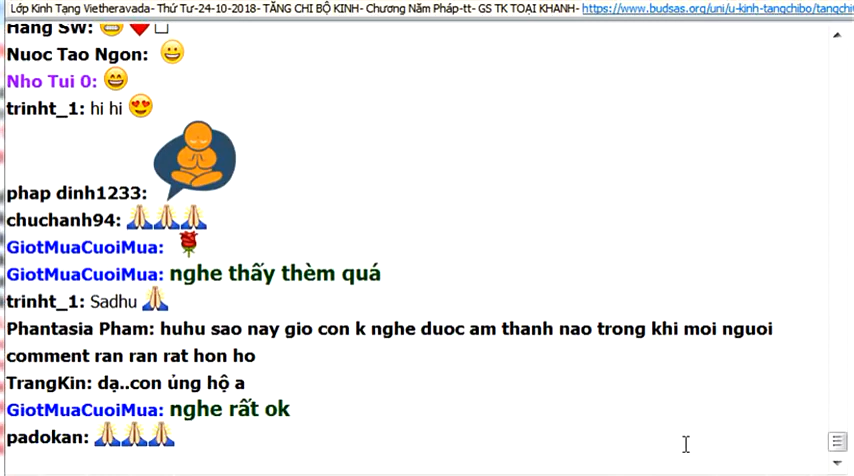 Lớp Kinh Tạng Vietheravada- Thứ Tư-24-10-2018- TĂNG CHI BỘ KINH- Chương Năm Pháp-tt- GS TK TOẠI KHANH- https://www.budsas.org/uni/u-kinh-tangchibo/tangchi
Hang SW: 😁 ❤️
Nuoc Tao Ngon: 😀
Nho Tui 0: 😄
trinht_1: hi hi 😍
phap dinh1233:
chuchanh94: 🙏🙏🙏
GiotMuaCuoiMua: 🌹
GiotMuaCuoiMua: nghe thấy thèm quá
trinht_1: Sadhu 🙏
Phantasia Pham: huhu sao nay gio con k nghe duoc am thanh nao trong khi moi nguoi
comment ran ran rat hon ho
TrangKin: dạ..con ủng hộ a
GiotMuaCuoiMua: nghe rất ok
padokan: 🙏🙏🙏